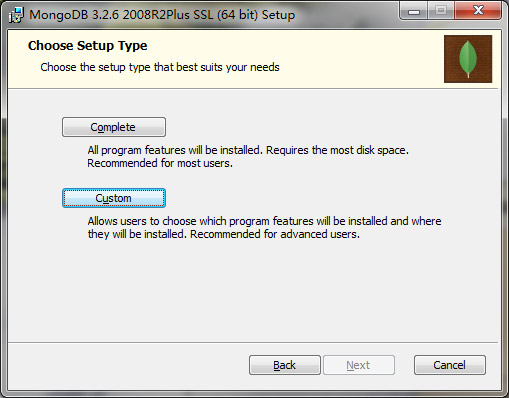 MongoDB 3.2.6 2008R2Plus SSL (64 bit) Setup
Choose Setup Type
Choose the setup type that best suits your needs
Complete
All program features will be installed. Requires the most disk space.
Recommended for most users.
Custom
Allows users to choose which program features will be installed and where
they will be installed. Recommended for advanced users.
Back Next Cancel